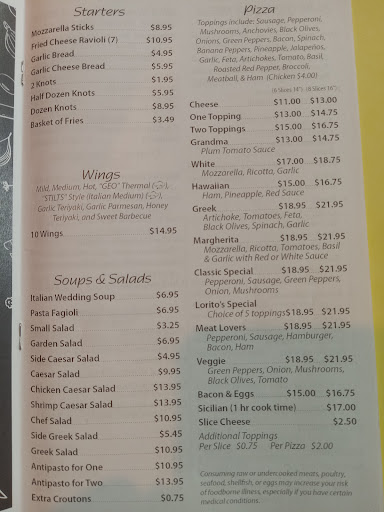 Starters
Mozzarella Sticks $8.95
Fried Cheese Ravioli (7) $10.95
Garlic Bread $4.95
Garlic Cheese Bread $5.95
2 Knots $1.95
Half Dozen Knots $5.95
Dozen Knots $8.95
Basket of Fries $3.49
Wings
Mild, Medium, Hot, "GEO" Thermal
"STILTS" Style (Italian Medium)
Garlic Teriyaki, Garlic Parmesan, Honey
Teriyaki, and Sweet Barbecue
10 Wings $14.95
Soups & Salads
Italian Wedding Soup $6.95
Pasta Fagioli $6.95
Small Salad $3.25
Garden Salad $6.95
Side Caesar Salad $4.95
Caesar Salad $9.95
Chicken Caesar Salad $13.95
Shrimp Caesar Salad $13.95
Chef Salad $10.95
Side Greek Salad $5.45
Greek Salad $10.95
Antipasto for One $10.95
Antipasto for Two $13.95
Extra Croutons $0.75
Pizza
Toppings include: Sausage, Pepperoni,
Mushrooms, Anchovies, Black Olives,
Onions, Green Peppers, Bacon, Spinach,
Banana Peppers, Pineapple, Jalapeños,
Garlic, Feta, Artichokes, Tomato, Basil,
Roasted Red Pepper, Broccoli,
Meatball, & Ham (Chicken $4.00)
(6 Slices 14") (8 Slices 16")
Cheese $11.00 $13.00
One Topping $13.00 $14.75
Two Toppings $15.00 $16.75
Grandma $13.00 $14.75
Plum Tomato Sauce
White $17.00 $18.75
Mozzarella, Ricotta, Garlic
Hawaiian $15.00 $16.75
Ham, Pineapple, Red Sauce
Greek $18.95 $21.95
Artichoke, Tomatoes, Feta,
Black Olives, Spinach, Garlic
Margherita $18.95 $21.95
Mozzarella, Ricotta, Tomatoes, Basil
& Garlic with Red or White Sauce
Classic Special $18.95 $21.95
Pepperoni, Sausage, Green Peppers,
Onion, Mushrooms
Lorito's Special
Choice of 5 toppings $18.95 $21.95
Meat Lovers $18.95 $21.95
Pepperoni, Sausage, Hamburger,
Bacon, Ham
Veggie $18.95 $21.95
Green Peppers, Onion, Mushrooms,
Black Olives, Tomato
Bacon & Eggs $15.00 $16.75
Sicilian (1 hr cook time) $17.00
Slice Cheese $2.50
Additional Toppings
Per Slice $0.75 Per Pizza $2.00
Consuming raw or undercooked meats, poultry,
seafood, shellfish, or eggs may increase your risk
of foodborne illness, especially if you have certain
medical conditions.